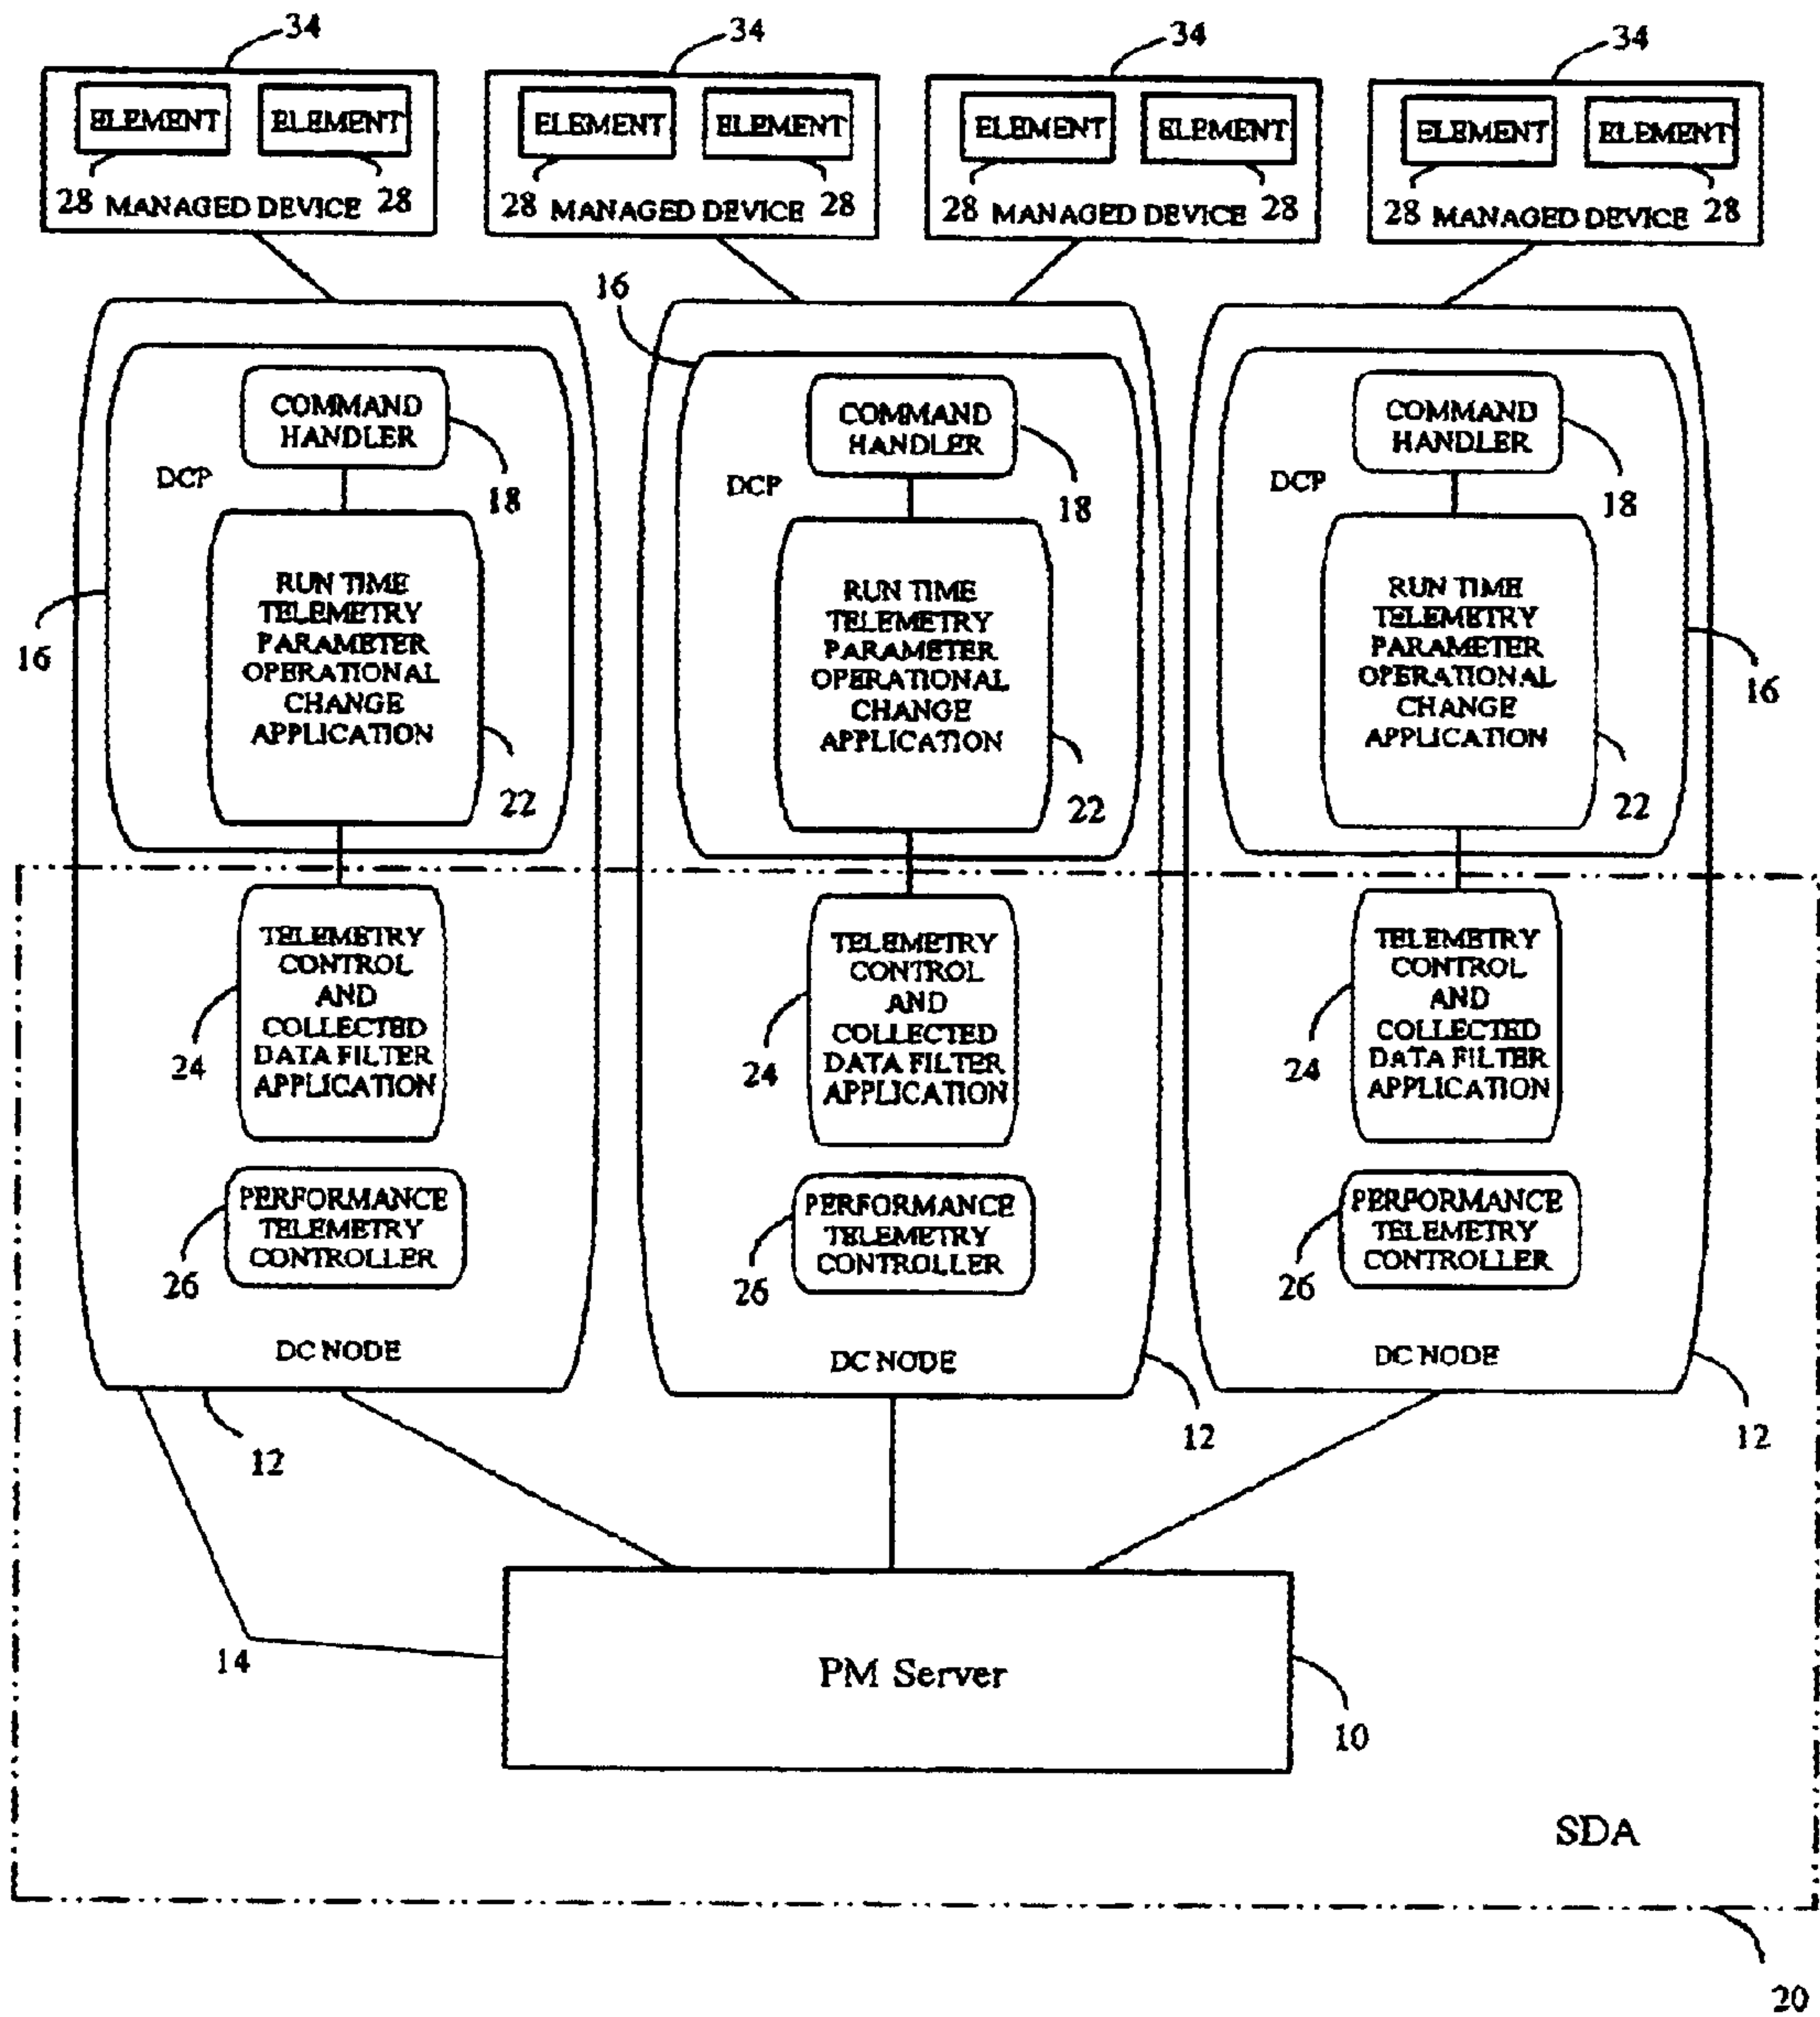 34 34 34 34
ELEMENT ELEMENT ELEMENT ELEMENT ELEMENT ELEMENT ELEMENT ELEMENT
28 MANAGED DEVICE 28 28 MANAGED DEVICE 28 28 MANAGED DEVICE 28 28 MANAGED DEVICE 28
16
COMMAND
HANDLER
DCP
18
RUN TIME
TELEMETRY
PARAMETER
OPERATIONAL
CHANGE
APPLICATION
16
22
TELEMETRY
CONTROL
AND
COLLECTED
DATA FILTER
APPLICATION
24
PERFORMANCE
TELEMETRY
CONTROLLER
26
DC NODE
12
16
COMMAND
HANDLER
DCP
18
RUN TIME
TELEMETRY
PARAMETER
OPERATIONAL
CHANGE
APPLICATION
22
TELEMETRY
CONTROL
AND
COLLECTED
DATA FILTER
APPLICATION
24
PERFORMANCE
TELEMETRY
CONTROLLER
26
DC NODE
12
COMMAND
HANDLER
DCP
18
RUN TIME
TELEMETRY
PARAMETER
OPERATIONAL
CHANGE
APPLICATION
22
TELEMETRY
CONTROL
AND
COLLECTED
DATA FILTER
APPLICATION
24
PERFORMANCE
TELEMETRY
CONTROLLER
26
DC NODE
12
14
PM Server
10
SDA
20